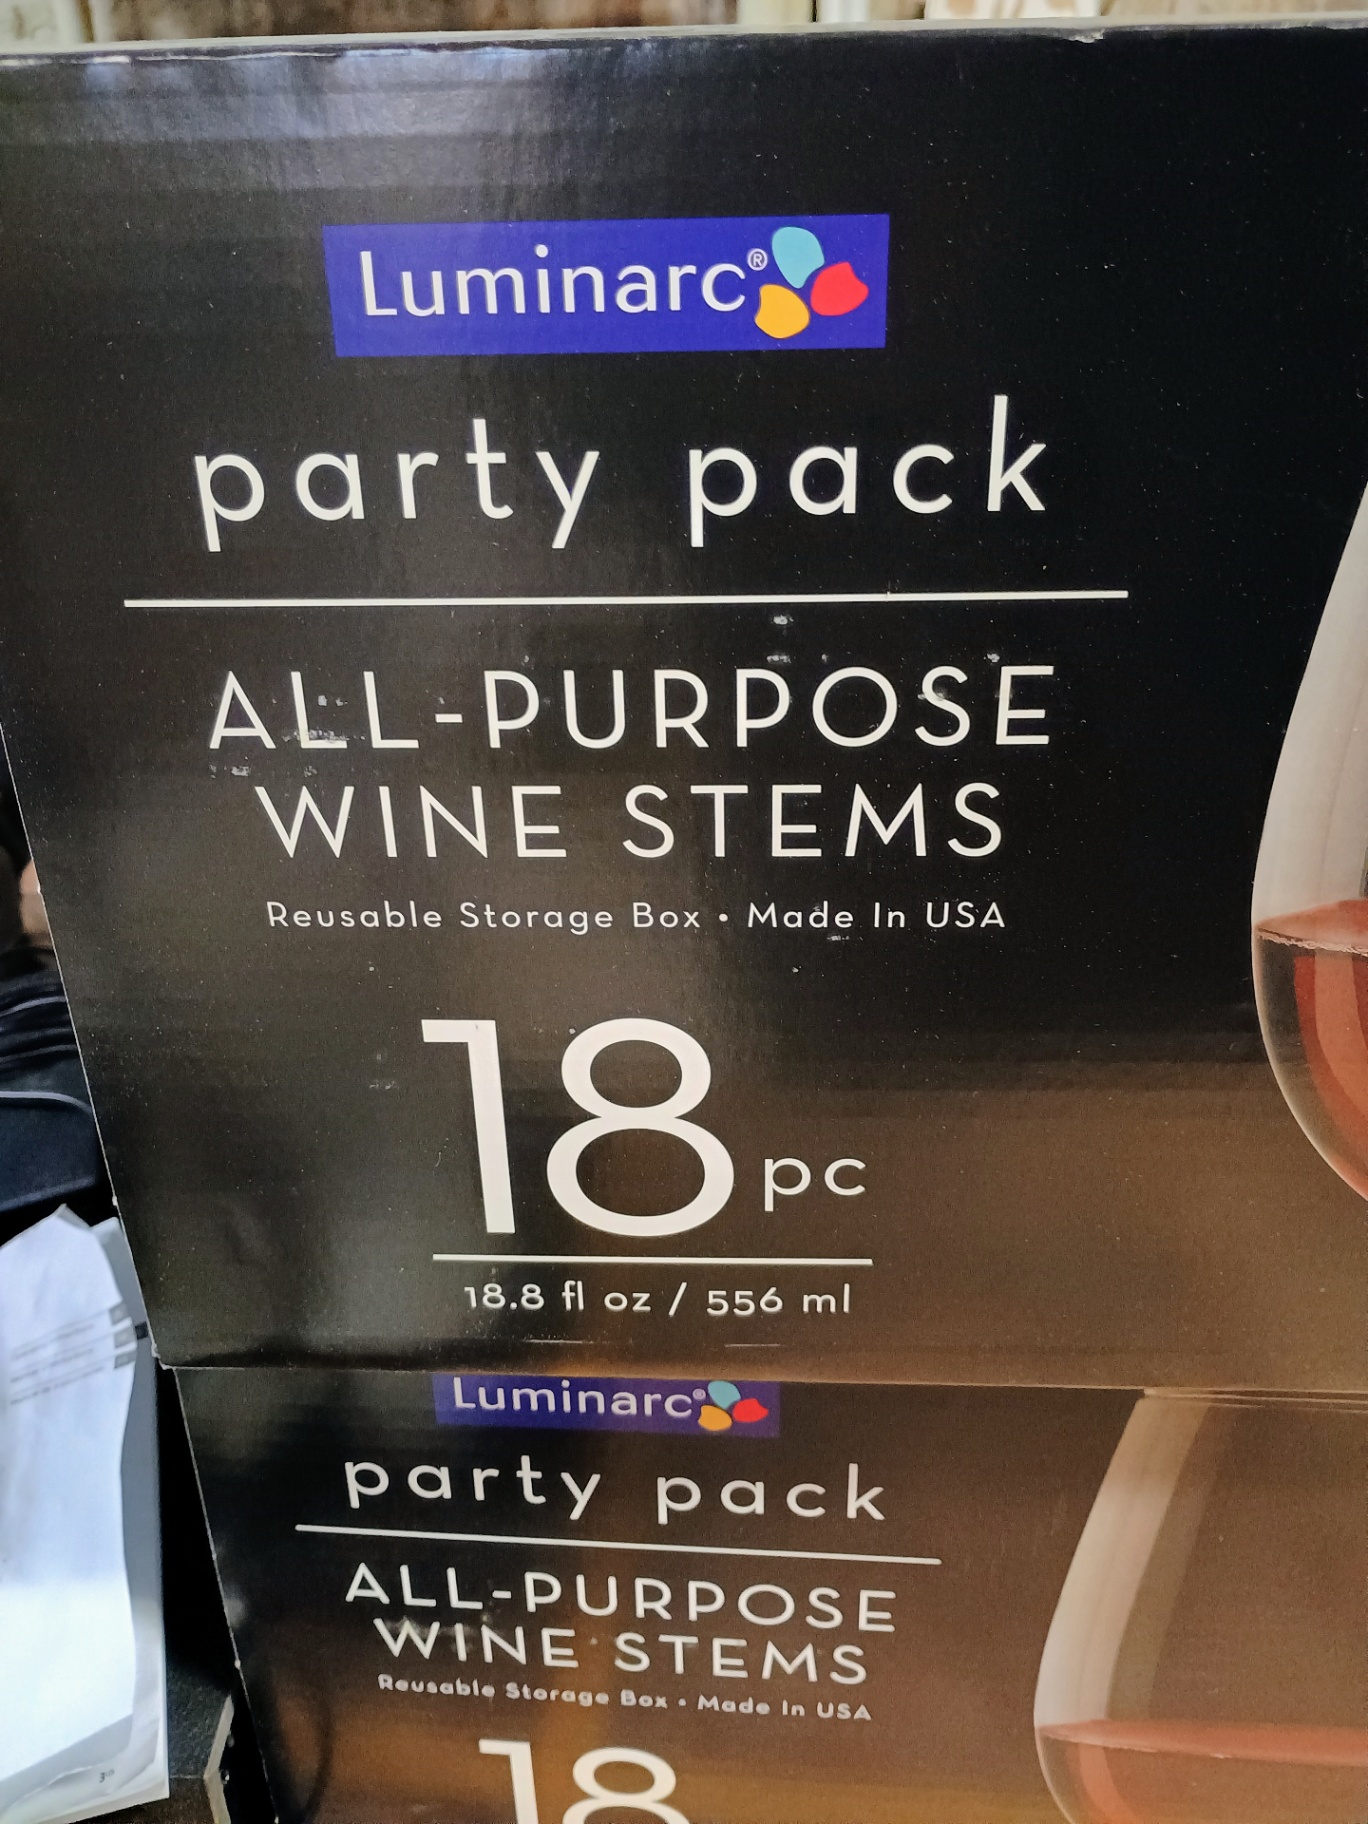 Luminarc®
party pack
ALL-PURPOSE
WINE STEMS
Reusable Storage Box • Made In USA
18 pc
18.8 fl oz / 556 ml
Luminarc®
party pack
ALL-PURPOSE
WINE STEMS
Reusable Storage Box • Made In USA
18